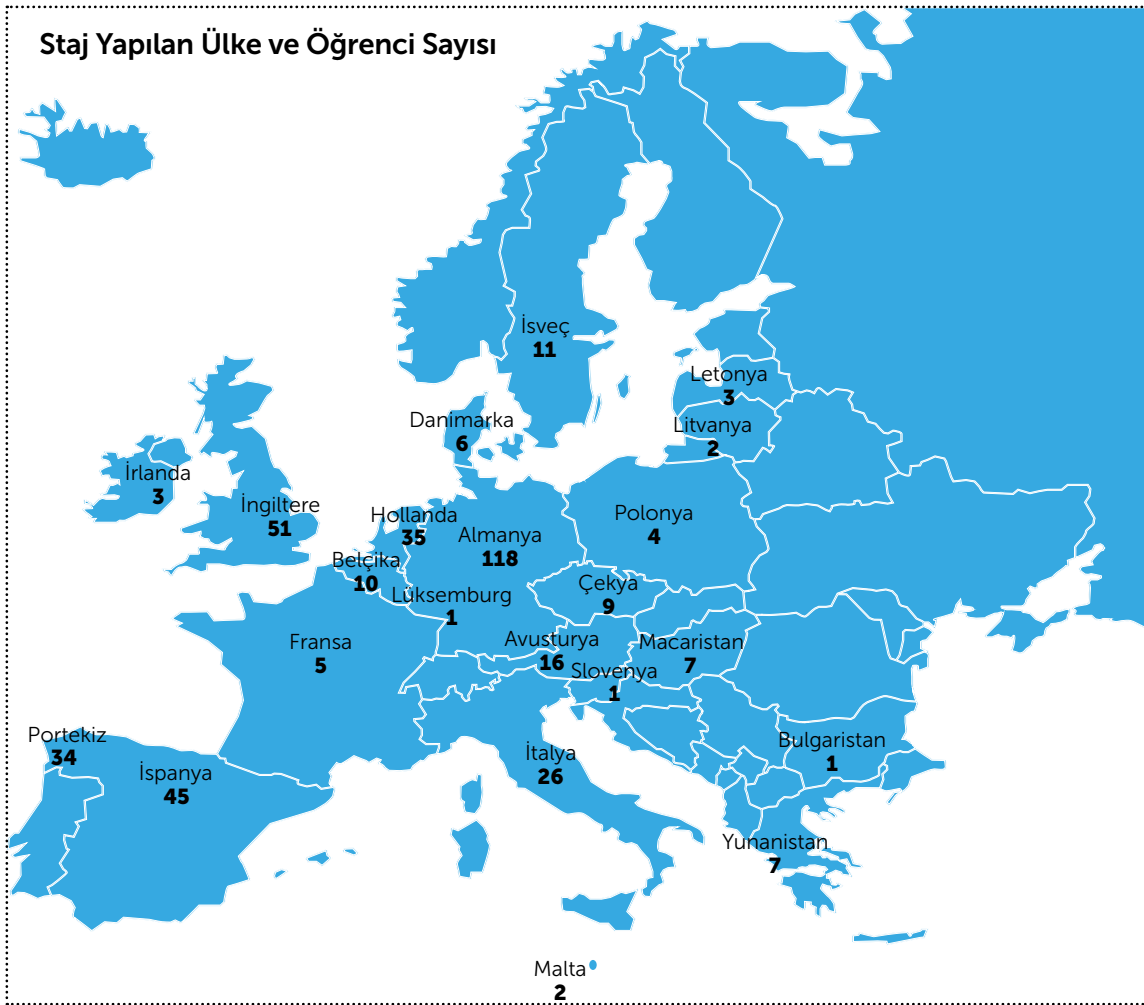 Staj Yapılan Ülke ve Öğrenci Sayısı
İsveç
11
Letonya
3
Danimarka
6
Litvanya
2
İrlanda
3
İngiltere
51
Hollanda
35
Almanya
118
Polonya
4
Belçika
10
Çekya
9
Lüksemburg
1
Fransa
5
Avusturya
16
Macaristan
7
Slovenya
1
Portekiz
34
İspanya
45
İtalya
26
Bulgaristan
1
Yunanistan
7
Malta
2